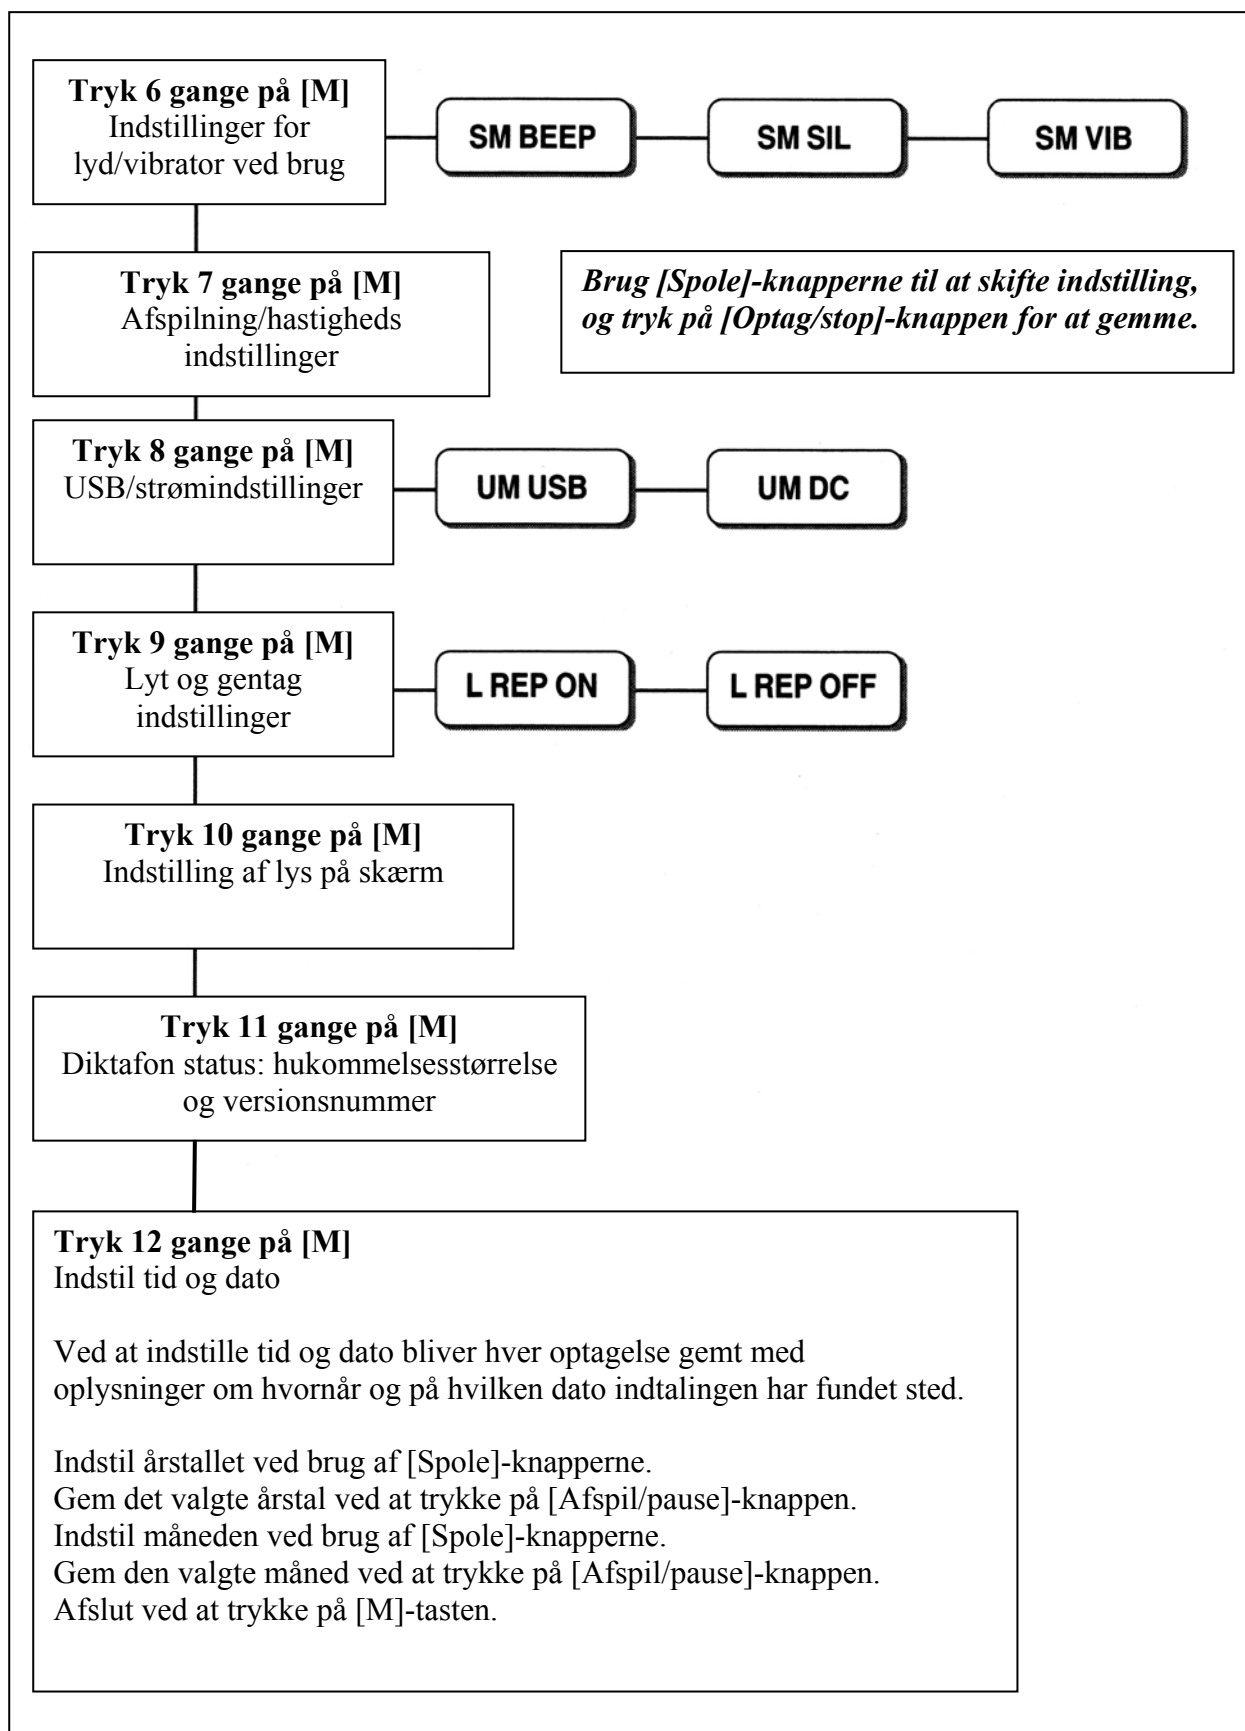 Tryk 6 gange på [M]
Indstillinger for
lyd/vibrator ved brug
SM BEEP
SM SIL
SM VIB
Tryk 7 gange på [M]
Afspilning/hastigheds
indstillinger
Brug [Spole]-knapperne til at skifte indstilling,
og tryk på [Optag/stop]-knappen for at gemme.
Tryk 8 gange på [M]
USB/strømindstillinger
UM USB
UM DC
Tryk 9 gange på [M]
Lyt og gentag
indstillinger
L REP ON
L REP OFF
Tryk 10 gange på [M]
Indstilling af lys på skærm
Tryk 11 gange på [M]
Diktafon status: hukommelsesstørrelse
og versionsnummer
Tryk 12 gange på [M]
Indstil tid og dato
Ved at indstille tid og dato bliver hver optagelse gemt med
oplysninger om hvornår og på hvilken dato indtalingen har fundet sted.
Indstil årstallet ved brug af [Spole]-knapperne.
Gem det valgte årstal ved at trykke på [Afspil/pause]-knappen.
Indstil måneden ved brug af [Spole]-knapperne.
Gem den valgte måned ved at trykke på [Afspil/pause]-knappen.
Afslut ved at trykke på [M]-tasten.